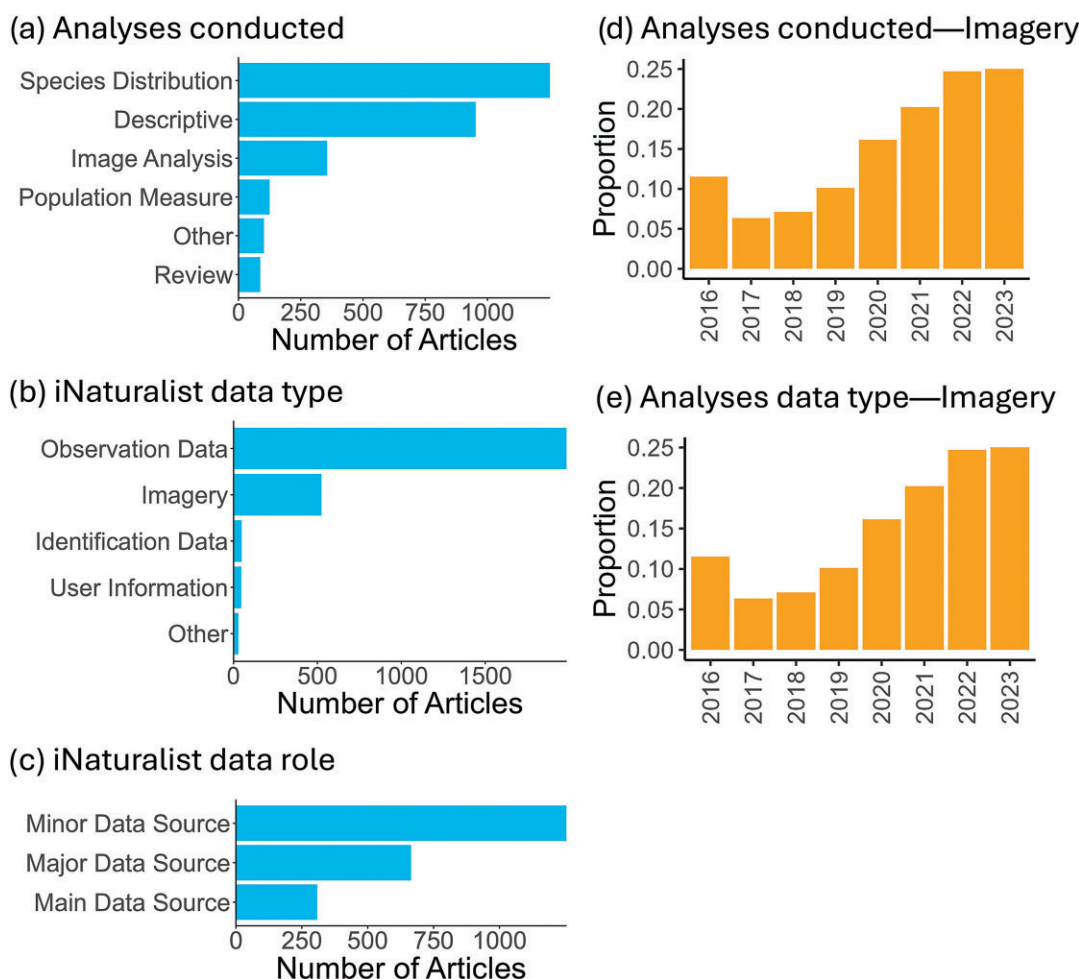 (a) Analyses conducted
Species Distribution
Descriptive
Image Analysis
Population Measure
Other
Review
0 250 500 750 1000
Number of Articles
(b) iNaturalist data type
Observation Data
Imagery
Identification Data
User Information
Other
0 500 1000 1500
Number of Articles
(c) iNaturalist data role
Minor Data Source
Major Data Source
Main Data Source
0 250 500 750 1000
Number of Articles
(d) Analyses conducted—Imagery
Proportion
0.25
0.20
0.15
0.10
0.05
0.00
2016 2017 2018 2019 2020 2021 2022 2023
(e) Analyses data type—Imagery
Proportion
0.25
0.20
0.15
0.10
0.05
0.00
2016 2017 2018 2019 2020 2021 2022 2023